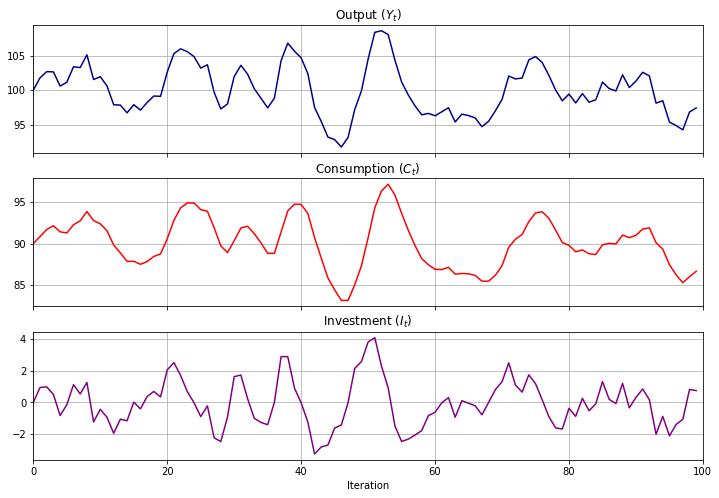 Output (Y_t)
105
100
95
Consumption (C_t)
95
90
85
Investment (I_t)
4
2
0
−2
0 20 40 60 80 100
Iteration